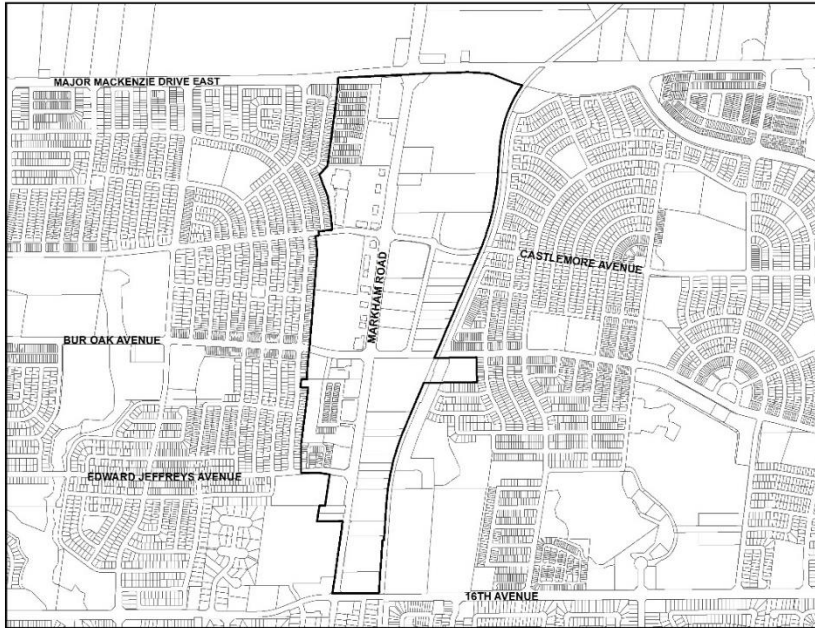 MAJOR MACKENZIE DRIVE EAST
MARKHAM ROAD
CASTLEMORE AVENUE
BUR OAK AVENUE
EDWARD JEFFREYS AVENUE
16TH AVENUE